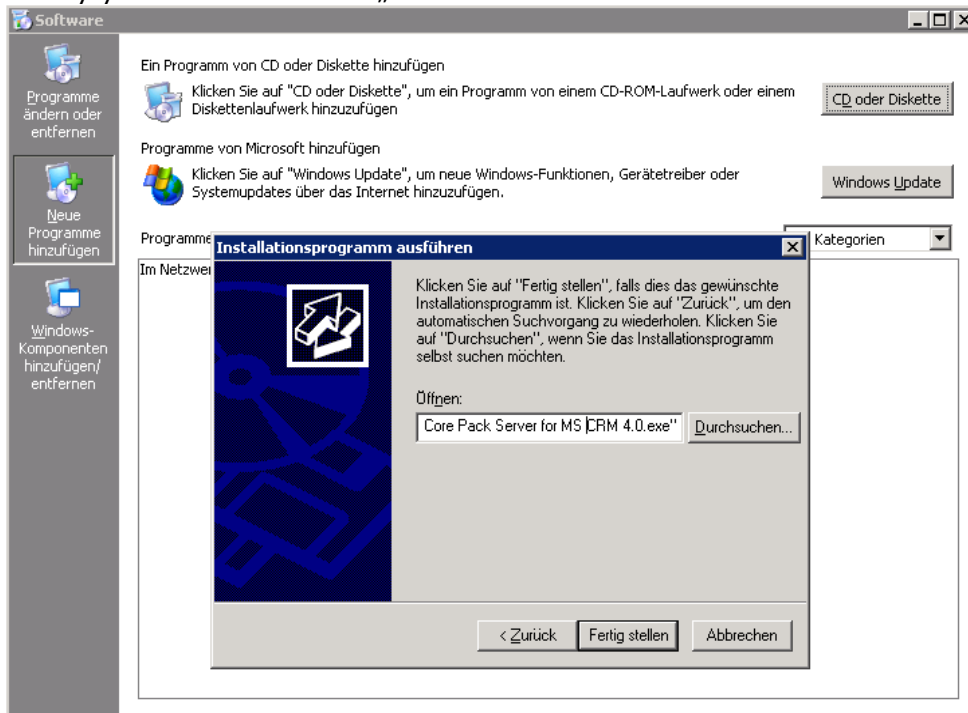 Software
Programme
ändern oder
entfernen
Neue
Programme
hinzufügen
Windows-
Komponenten
hinzufügen/
entfernen
Ein Programm von CD oder Diskette hinzufügen
Klicken Sie auf "CD oder Diskette", um ein Programm von einem CD-ROM-Laufwerk oder einem
Diskettenlaufwerk hinzuzufügen
CD oder Diskette
Programme von Microsoft hinzufügen
Klicken Sie auf "Windows Update", um neue Windows-Funktionen, Gerätetreiber oder
Systemupdates über das Internet hinzuzufügen.
Windows Update
Programme
Kategorien
Im Netzwer
Installationsprogramm ausführen
Klicken Sie auf "Fertig stellen", falls dies das gewünschte
Installationsprogramm ist. Klicken Sie auf "Zurück", um den
automatischen Suchvorgang zu wiederholen. Klicken Sie
auf "Durchsuchen", wenn Sie das Installationsprogramm
selbst suchen möchten.
Öffnen:
Core Pack Server for MS CRM 4.0.exe"
Durchsuchen...
< Zurück
Fertig stellen
Abbrechen